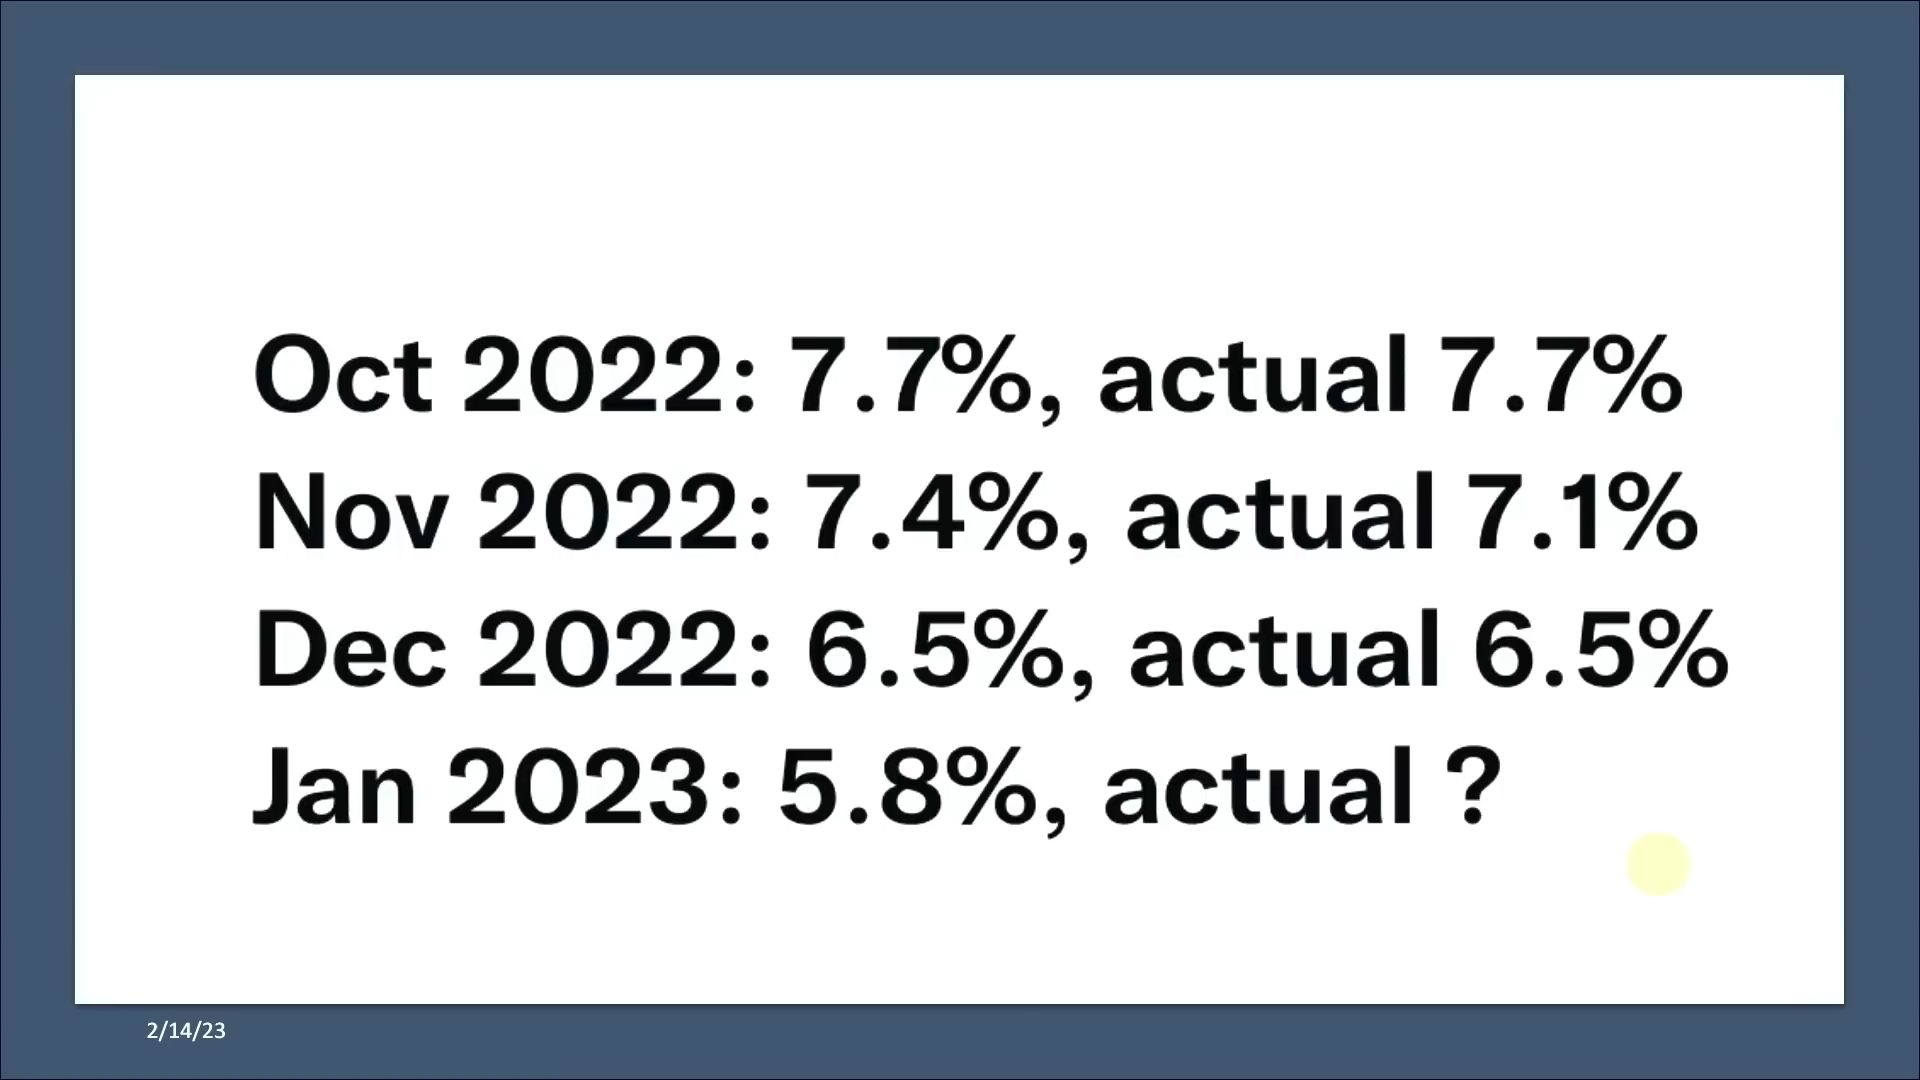 Oct 2022: 7.7%, actual 7.7%
Nov 2022: 7.4%, actual 7.1%
Dec 2022: 6.5%, actual 6.5%
Jan 2023: 5.8%, actual ?
2/14/23